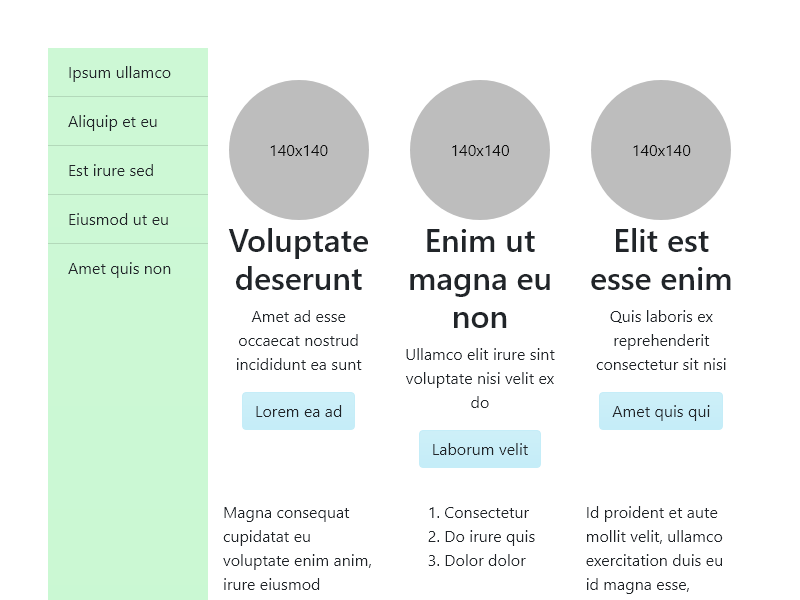 Ipsum ullamco
Aliquip et eu
Est irure sed
Eiusmod ut eu
Amet quis non
140x140
Voluptate
deserunt
Amet ad esse
occaecat nostrud
incididunt ea sunt
Lorem ea ad
140x140
Enim ut
magna eu
non
Ullamco elit irure sint
voluptate nisi velit ex
do
Laborum velit
140x140
Elit est
esse enim
Quis laboris ex
reprehenderit
consectetur sit nisi
Amet quis qui
Magna consequat
cupidatat eu
voluptate enim anim,
irure eiusmod
1. Consectetur
2. Do irure quis
3. Dolor dolor
Id proident et aute
mollit velit, ullamco
exercitation duis eu
id magna esse,